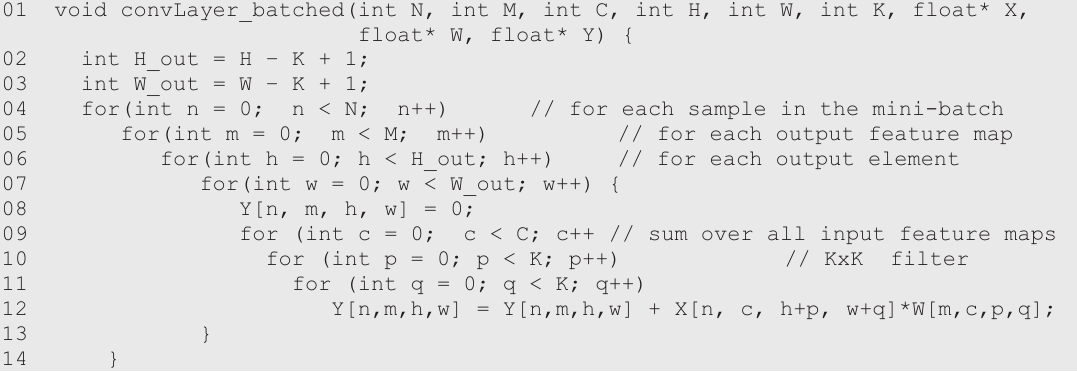 01  void convLayer_batched(int N, int M, int C, int H, int W, int K, float* X,
                           float* W, float* Y) {
02    int H_out = H - K + 1;
03    int W_out = W - K + 1;
04    for(int n = 0;  n < N;  n++)      // for each sample in the mini-batch
05       for(int m = 0;  m < M;  m++)          // for each output feature map
06          for(int h = 0; h < H_out; h++)     // for each output element
07             for(int w = 0; w < W_out; w++) {
08                Y[n, m, h, w] = 0;
09                for (int c = 0;  c < C; c++ // sum over all input feature maps
10                  for (int p = 0; p < K; p++)             // KxK  filter
11                    for (int q = 0; q < K; q++)
12                       Y[n,m,h,w] = Y[n,m,h,w] + X[n, c, h+p, w+q]*W[m,c,p,q];
13             }
14      }